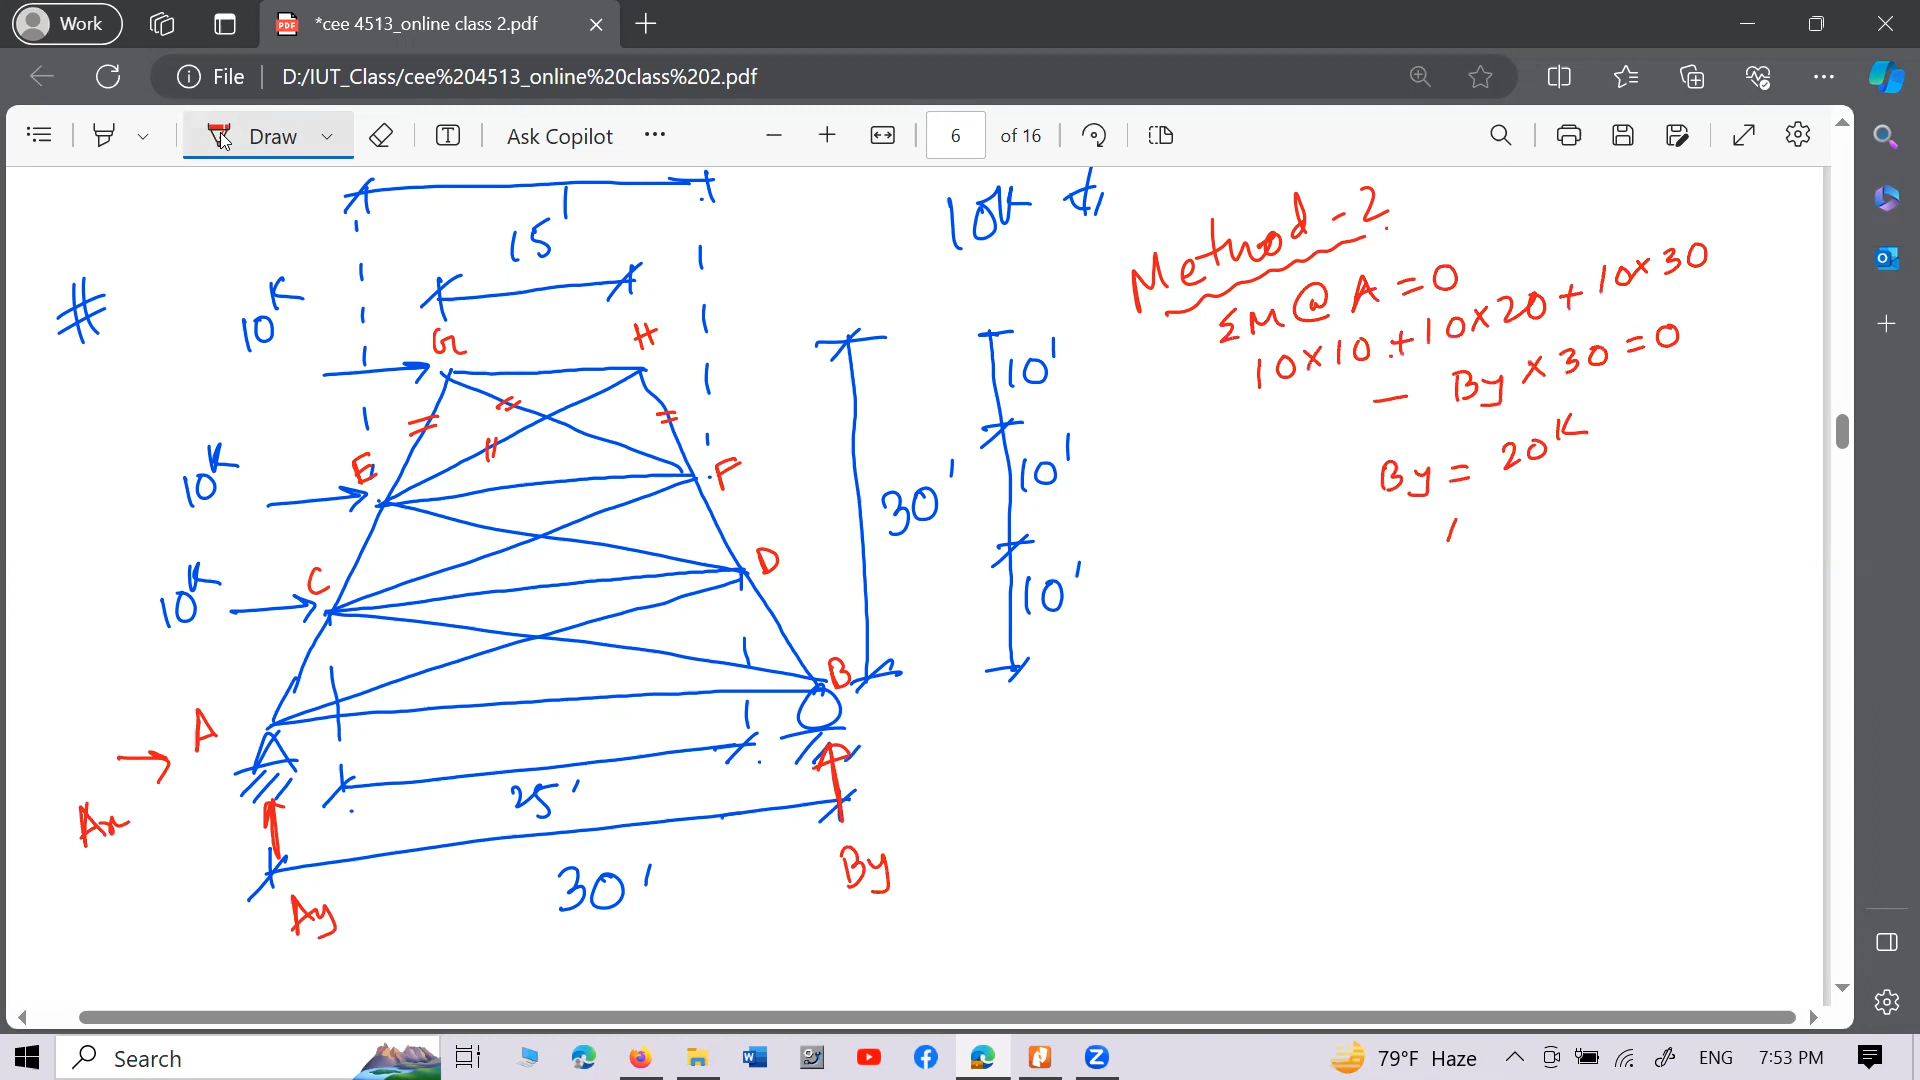 Work
*cee 4513_online class 2.pdf
File
D:/IUT_Class/cee%204513_online%20class%202.pdf
Draw
Ask Copilot
6 of 16
15'
10K
10K
10K
10K
G
H
E
F
C
D
A
B
30'
10'
10'
10'
25'
30'
Ax
Ay
By
Method-2
ΣM@A=0
10×10+10×20+10×30
- By×30=0
By = 20K
Search
79°F Haze
ENG
7:53 PM